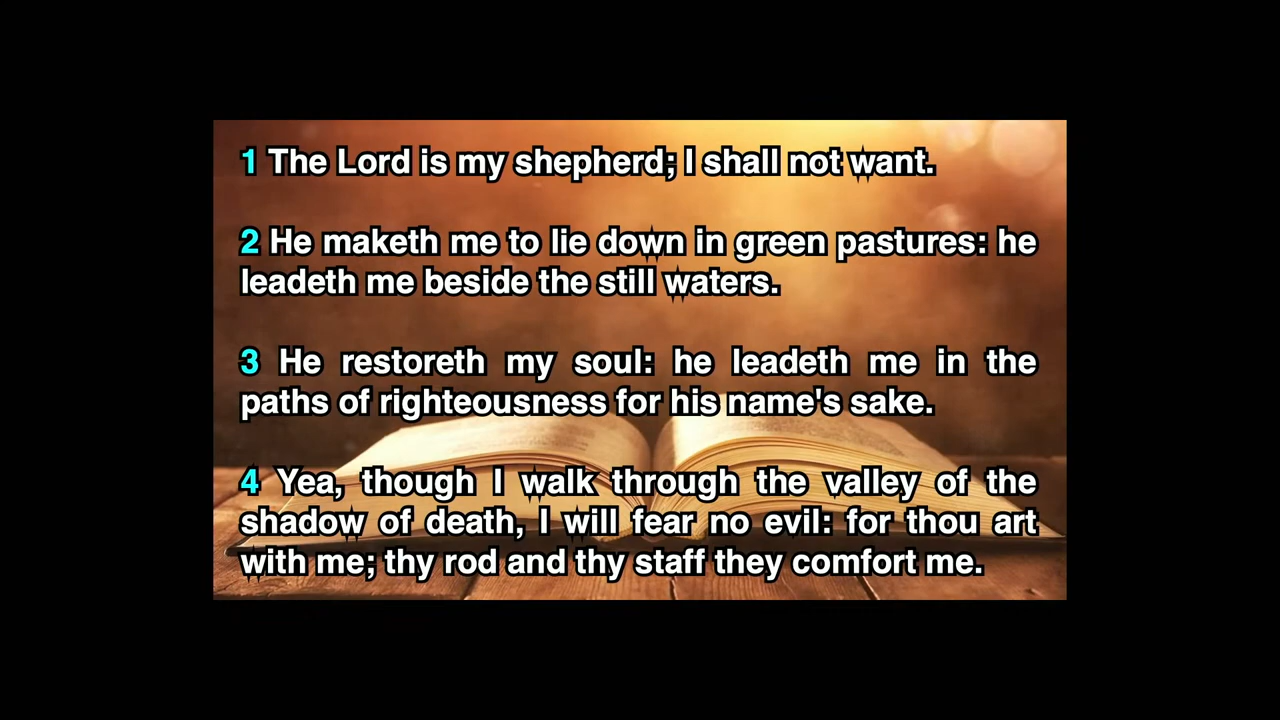 1 The Lord is my shepherd; I shall not want.
2 He maketh me to lie down in green pastures: he
leadeth me beside the still waters.
3 He restoreth my soul: he leadeth me in the
paths of righteousness for his name's sake.
4 Yea, though I walk through the valley of the
shadow of death, I will fear no evil: for thou art
with me; thy rod and thy staff they comfort me.